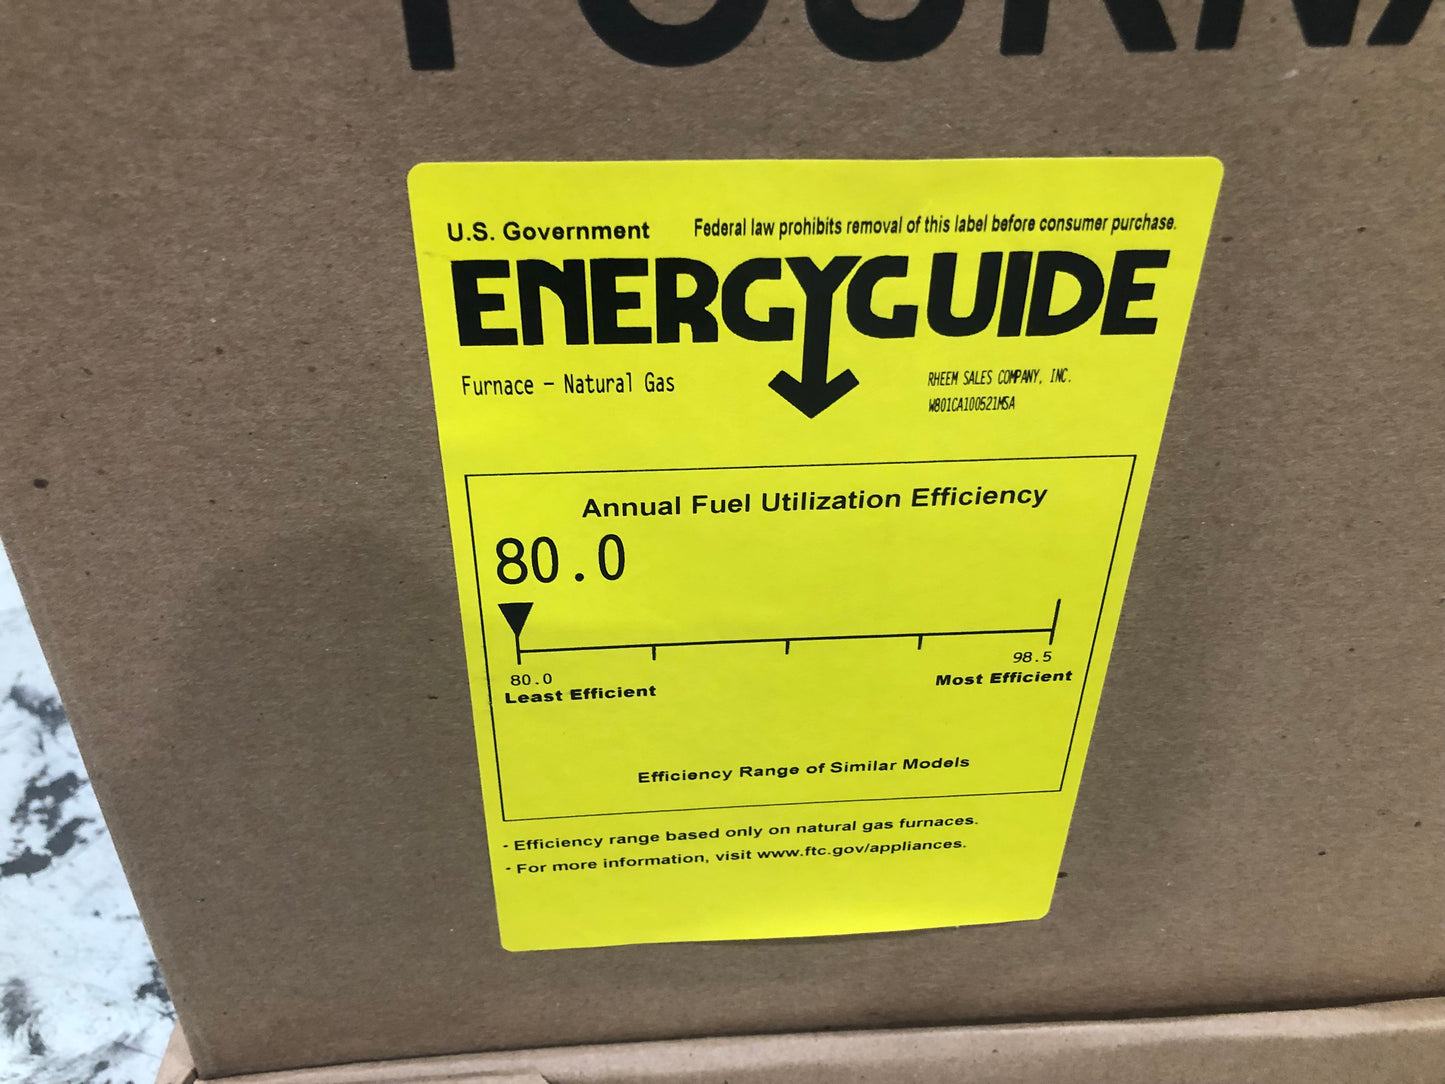 FOURNA
U.S. Government Federal law prohibits removal of this label before consumer purchase.
ENERGYGUIDE
Furnace - Natural Gas
RHEEM SALES COMPANY, INC.
W801CA100521MSA
Annual Fuel Utilization Efficiency
80.0
80.0 98.5
Least Efficient Most Efficient
Efficiency Range of Similar Models
- Efficiency range based only on natural gas furnaces.
- For more information, visit www.ftc.gov/appliances.